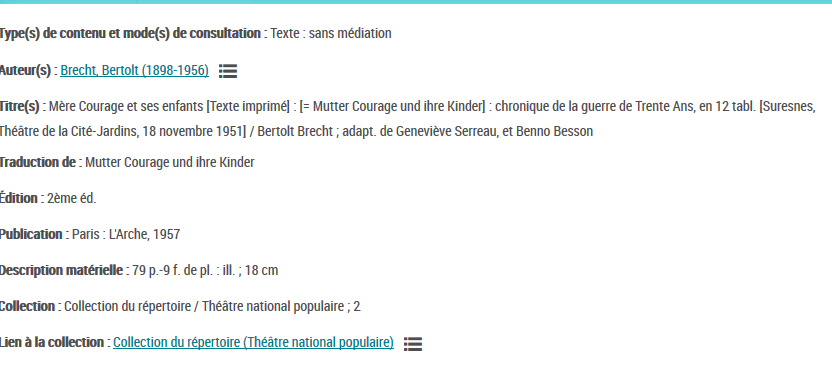 Type(s) de contenu et mode(s) de consultation : Texte : sans médiation
Auteur(s) : Brecht, Bertolt (1898-1956)
Titre(s) : Mère Courage et ses enfants [Texte imprimé] : [= Mutter Courage und ihre Kinder] : chronique de la guerre de Trente Ans, en 12 tabl. [Suresnes,
Théâtre de la Cité-Jardins, 18 novembre 1951] / Bertolt Brecht ; adapt. de Geneviève Serreau, et Benno Besson
Traduction de : Mutter Courage und ihre Kinder
Édition : 2ème éd.
Publication : Paris : L'Arche, 1957
Description matérielle : 79 p.-9 f. de pl. : ill. ; 18 cm
Collection : Collection du répertoire / Théâtre national populaire ; 2
Lien à la collection : Collection du répertoire (Théâtre national populaire)